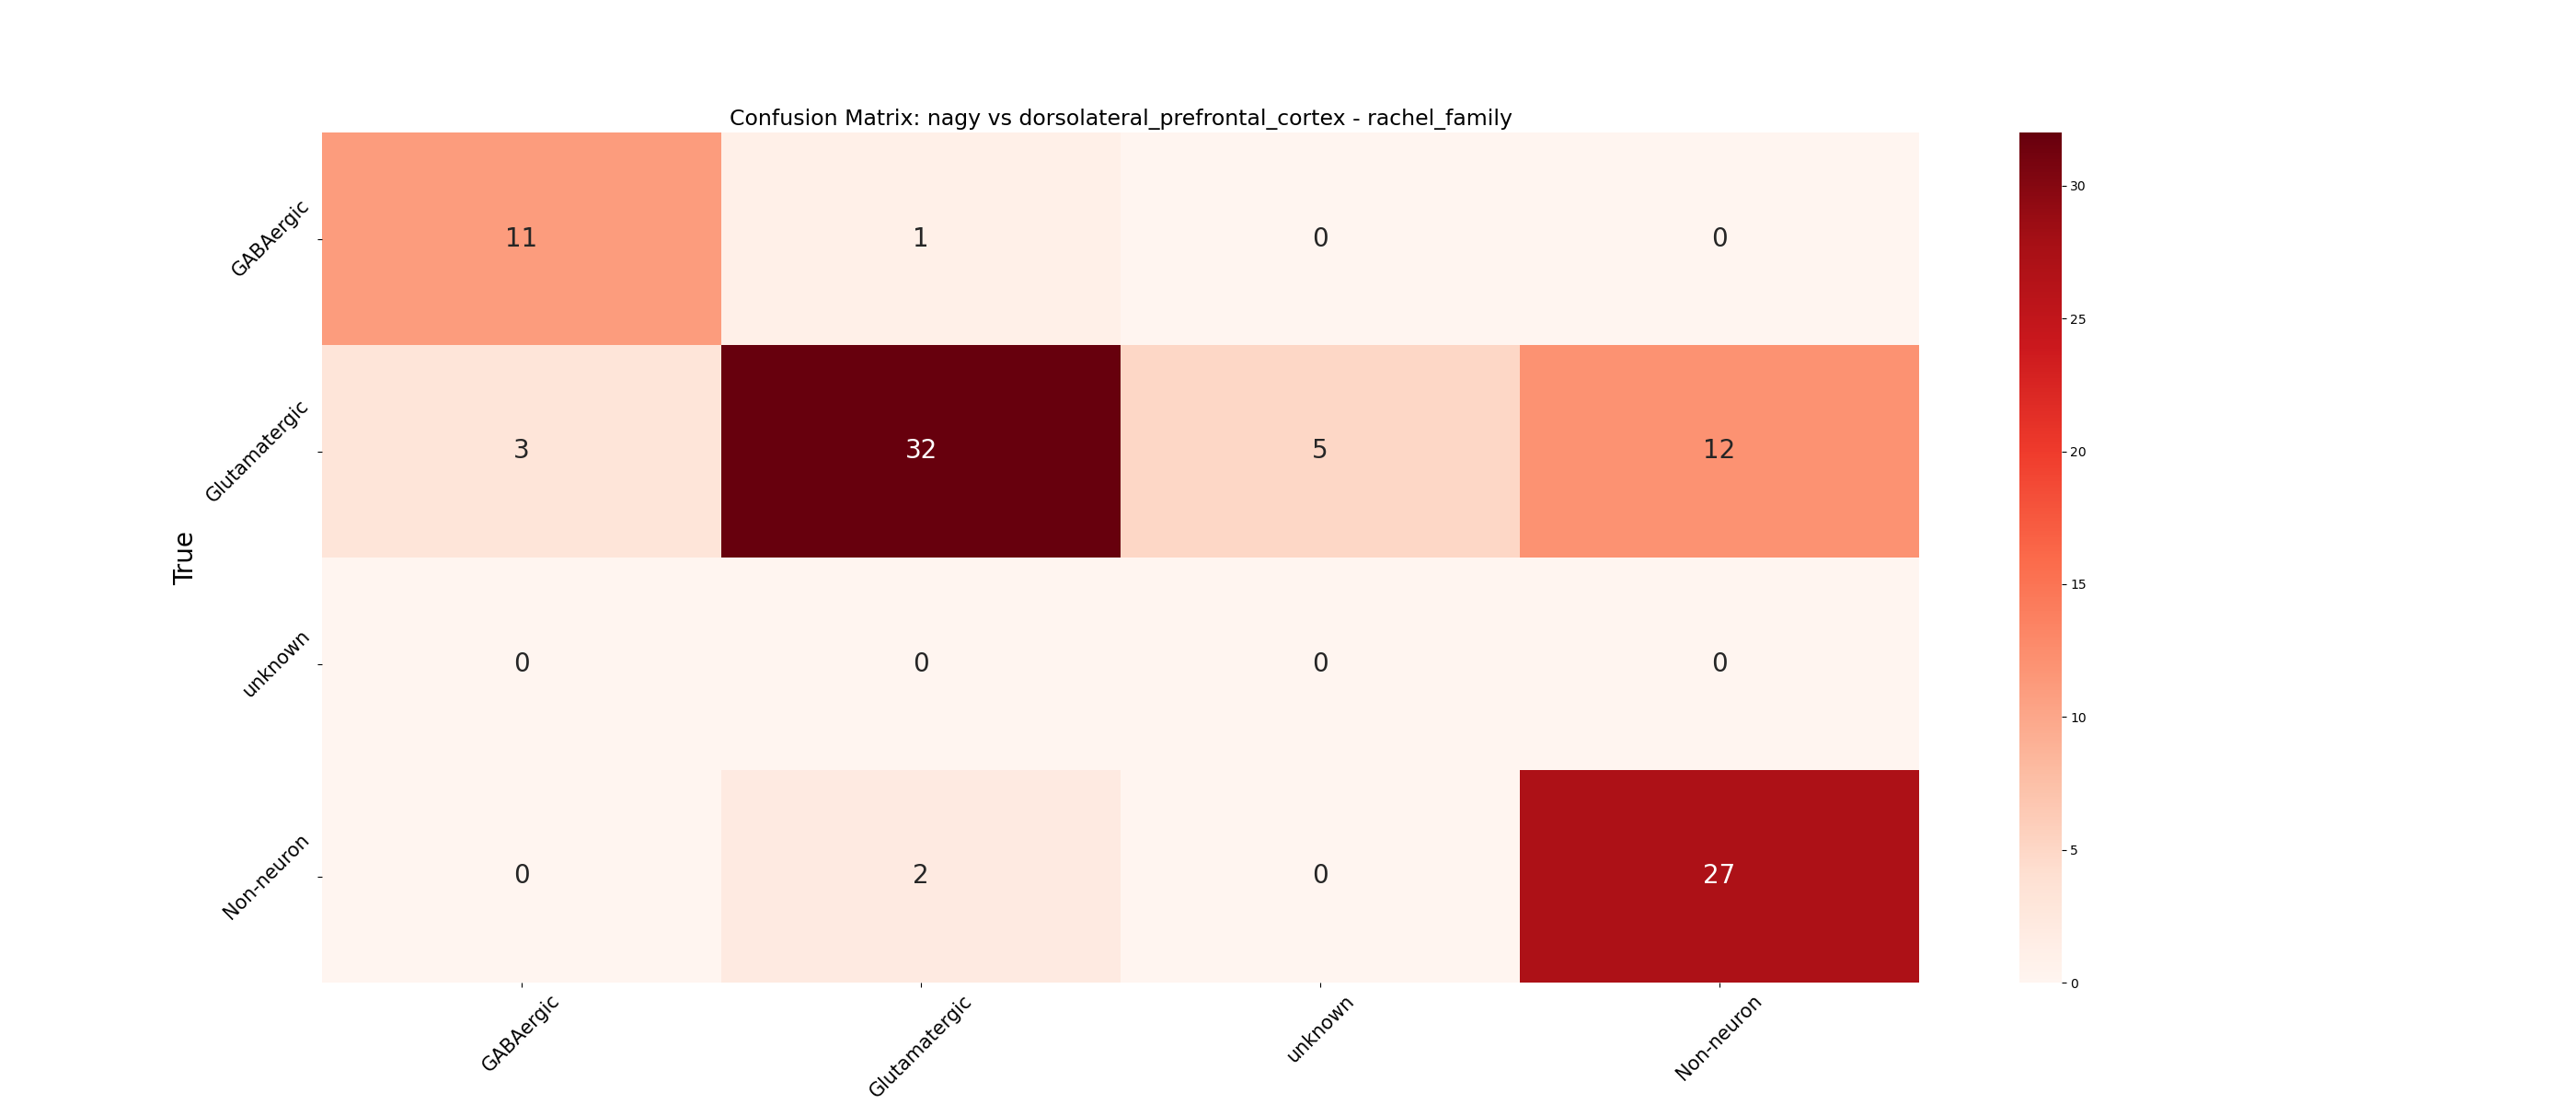 Confusion Matrix: nagy vs dorsolateral_prefrontal_cortex - rachel_family
True
GABAergic
11 1 0 0
Glutamatergic
3 32 5 12
unknown
0 0 0 0
Non-neuron
0 2 0 27
GABAergic Glutamatergic unknown Non-neuron
30
25
20
15
10
5
0